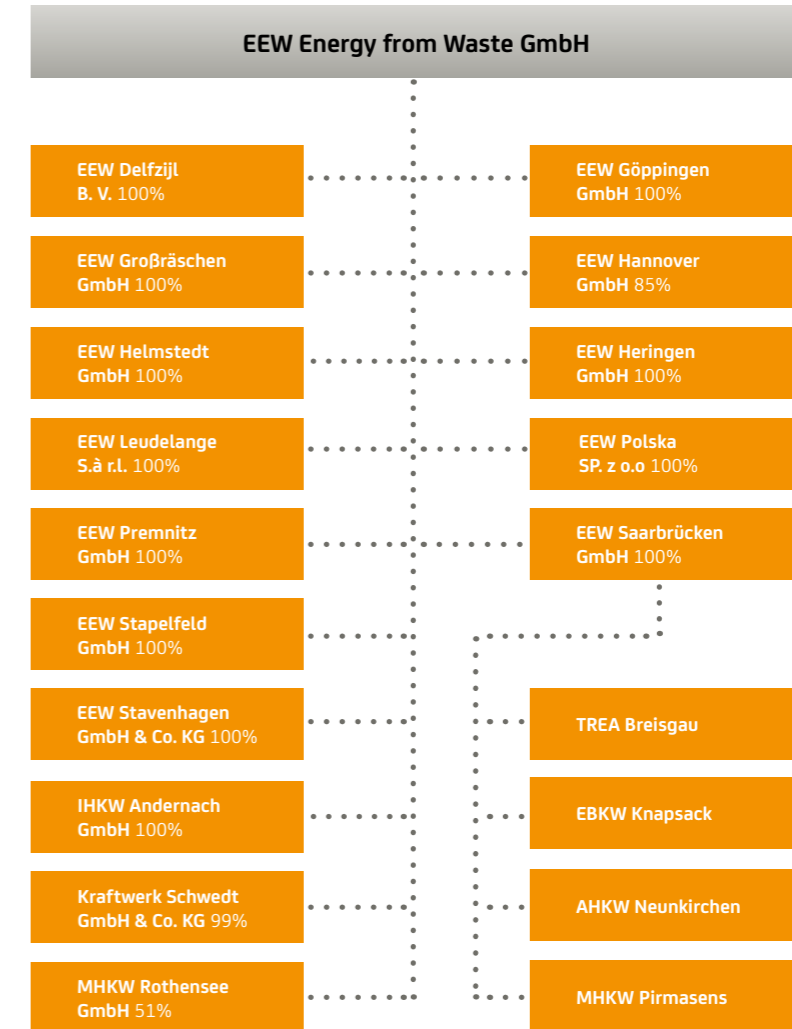 EEW Energy from Waste GmbH
EEW Delfzijl
B. V. 100%
EEW Göppingen
GmbH 100%
EEW Großräschen
GmbH 100%
EEW Hannover
GmbH 85%
EEW Helmstedt
GmbH 100%
EEW Heringen
GmbH 100%
EEW Leudelange
S.à r.l. 100%
EEW Polska
SP. z o.o 100%
EEW Premnitz
GmbH 100%
EEW Saarbrücken
GmbH 100%
EEW Stapelfeld
GmbH 100%
EEW Stavenhagen
GmbH & Co. KG 100%
TREA Breisgau
IHKW Andernach
GmbH 100%
EBKW Knapsack
Kraftwerk Schwedt
GmbH & Co. KG 99%
AHKW Neunkirchen
MHKW Rothensee
GmbH 51%
MHKW Pirmasens